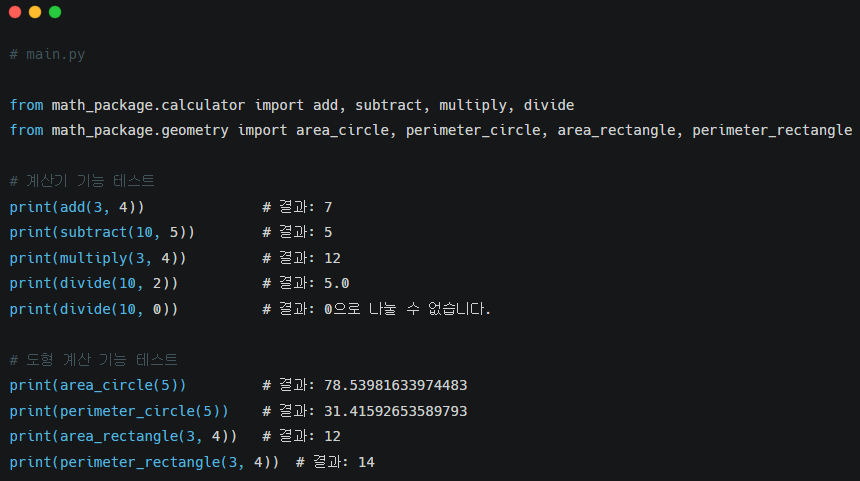 # main.py
from math_package.calculator import add, subtract, multiply, divide
from math_package.geometry import area_circle, perimeter_circle, area_rectangle, perimeter_rectangle
# 계산기 기능 테스트
print(add(3, 4)) # 결과: 7
print(subtract(10, 5)) # 결과: 5
print(multiply(3, 4)) # 결과: 12
print(divide(10, 2)) # 결과: 5.0
print(divide(10, 0)) # 결과: 0으로 나눌 수 없습니다.
# 도형 계산 기능 테스트
print(area_circle(5)) # 결과: 78.53981633974483
print(perimeter_circle(5)) # 결과: 31.41592653589793
print(area_rectangle(3, 4)) # 결과: 12
print(perimeter_rectangle(3, 4)) # 결과: 14